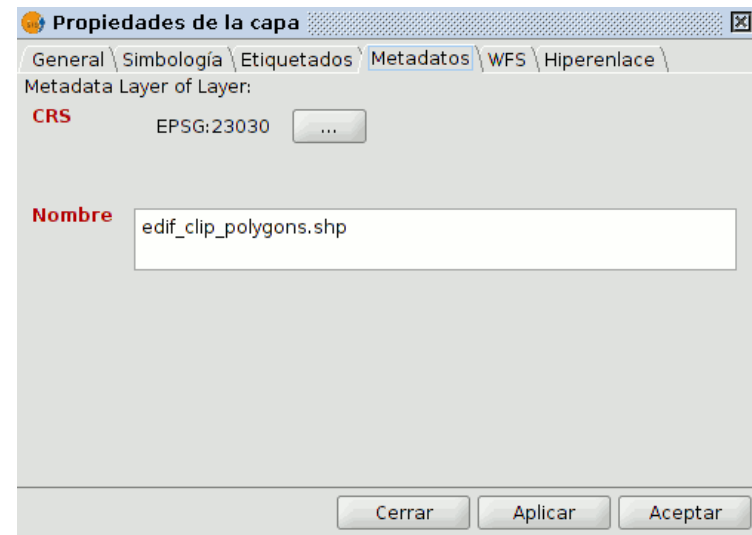 Propiedades de la capa
General Simbología Etiquetados Metadatos WFS Hiperenlace
Metadata Layer of Layer:
CRS EPSG:23030 ...
Nombre edif_clip_polygons.shp
Cerrar Aplicar Aceptar